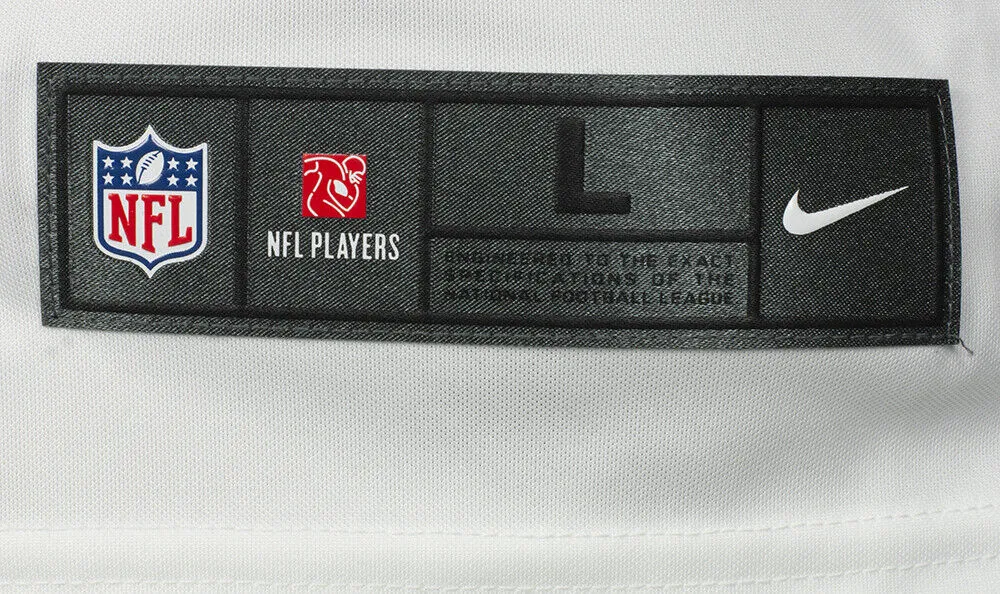 NFL
NFL PLAYERS
L
ENGINEERED TO THE EXACT
SPECIFICATIONS OF THE
NATIONAL FOOTBALL LEAGUE